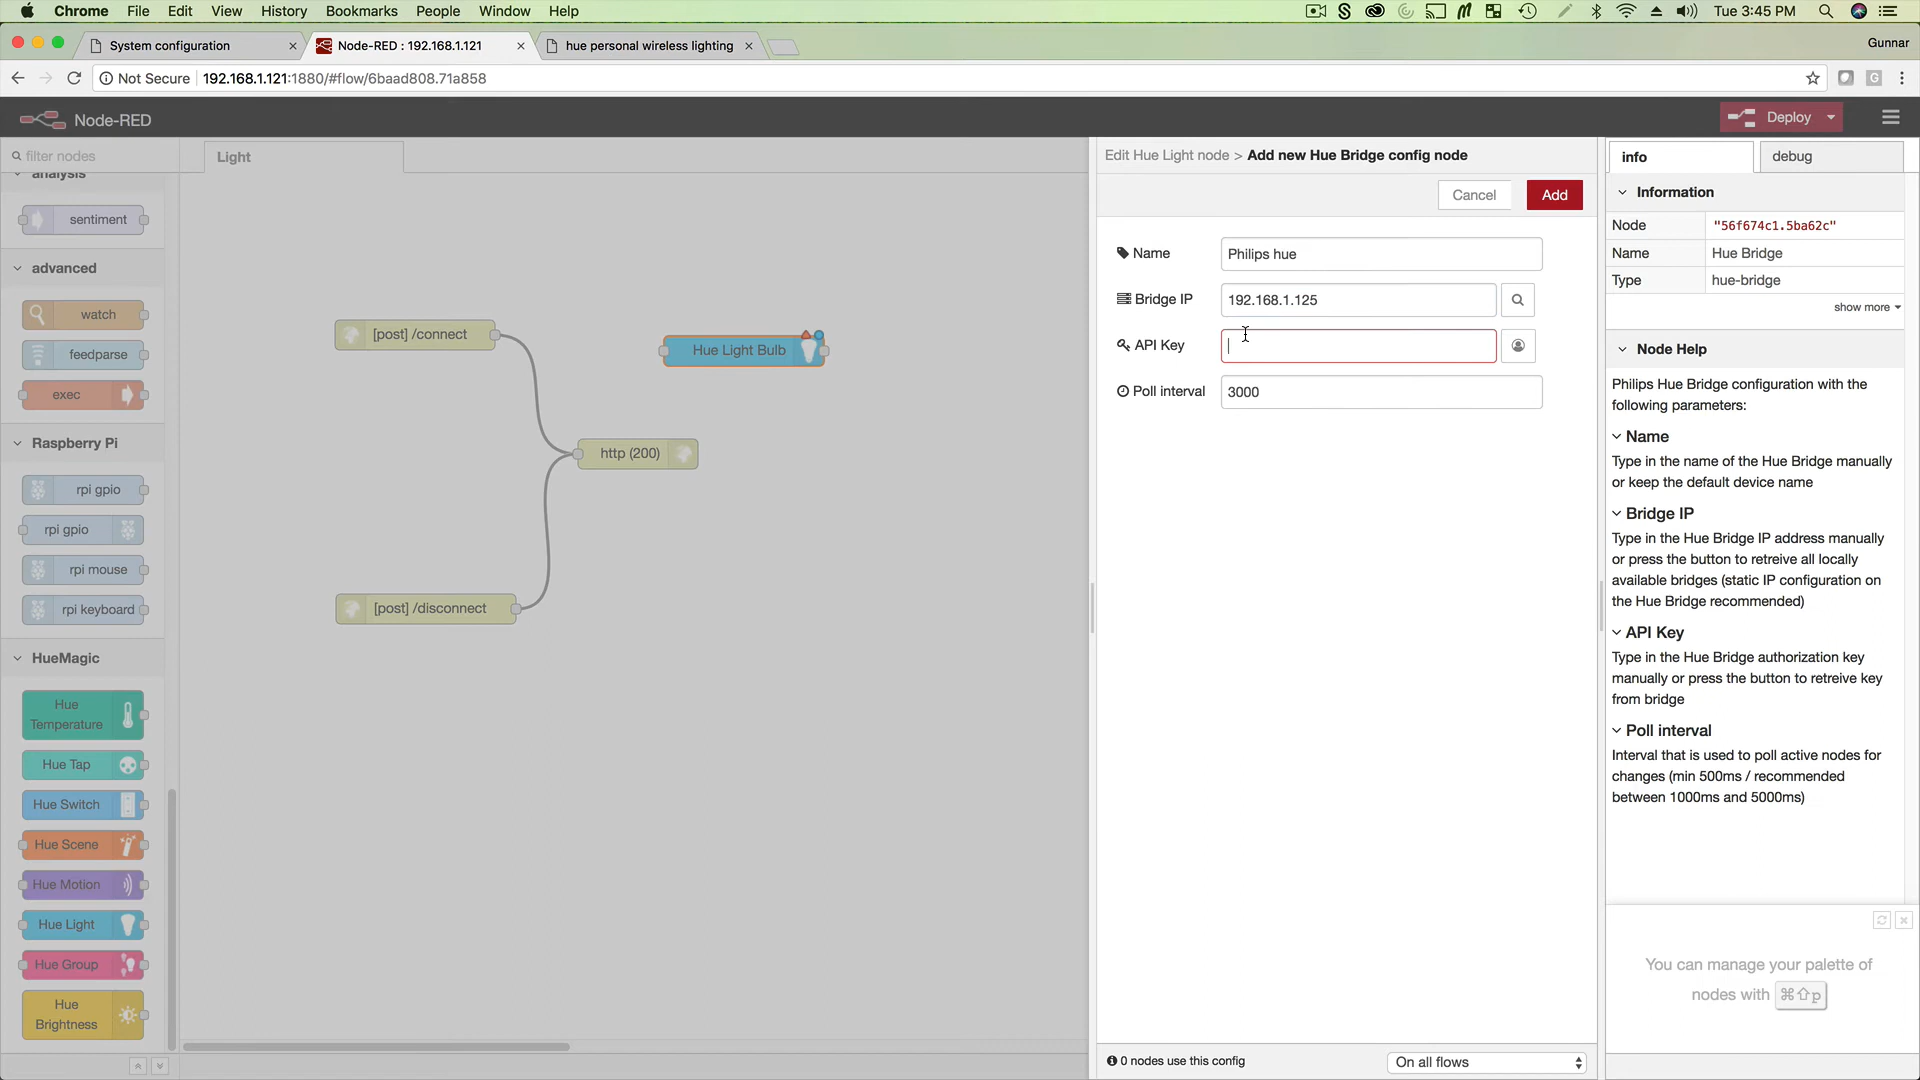 Chrome File Edit View History Bookmarks People Window Help Tue 3:45 PM
System configuration
Node-RED : 192.168.1.121
hue personal wireless lighting
Gunnar
Not Secure 192.168.1.121:1880/#flow/6baad808.71a858
Node-RED
Deploy
filter nodes
Light
Edit Hue Light node > Add new Hue Bridge config node
info
debug
analysis
Cancel
Add
Information
sentiment
Node "56f674c1.5ba62c"
Name Philips hue
Name Hue Bridge
advanced
Type hue-bridge
Bridge IP 192.168.1.125
show more
watch
[post] /connect
Hue Light Bulb
API Key
Node Help
feedparse
Philips Hue Bridge configuration with the
following parameters:
exec
Poll interval 3000
Name
Raspberry Pi
http (200)
Type in the name of the Hue Bridge manually
or keep the default device name
rpi gpio
Bridge IP
rpi gpio
Type in the Hue Bridge IP address manually
or press the button to retreive all locally
available bridges (static IP configuration on
the Hue Bridge recommended)
rpi mouse
rpi keyboard
[post] /disconnect
API Key
HueMagic
Type in the Hue Bridge authorization key
manually or press the button to retreive key
from bridge
Hue
Temperature
Poll interval
Interval that is used to poll active nodes for
changes (min 500ms / recommended
between 1000ms and 5000ms)
Hue Tap
Hue Switch
Hue Scene
Hue Motion
Hue Light
Hue Group
You can manage your palette of
nodes with ⌘⇧p
Hue
Brightness
0 nodes use this config
On all flows